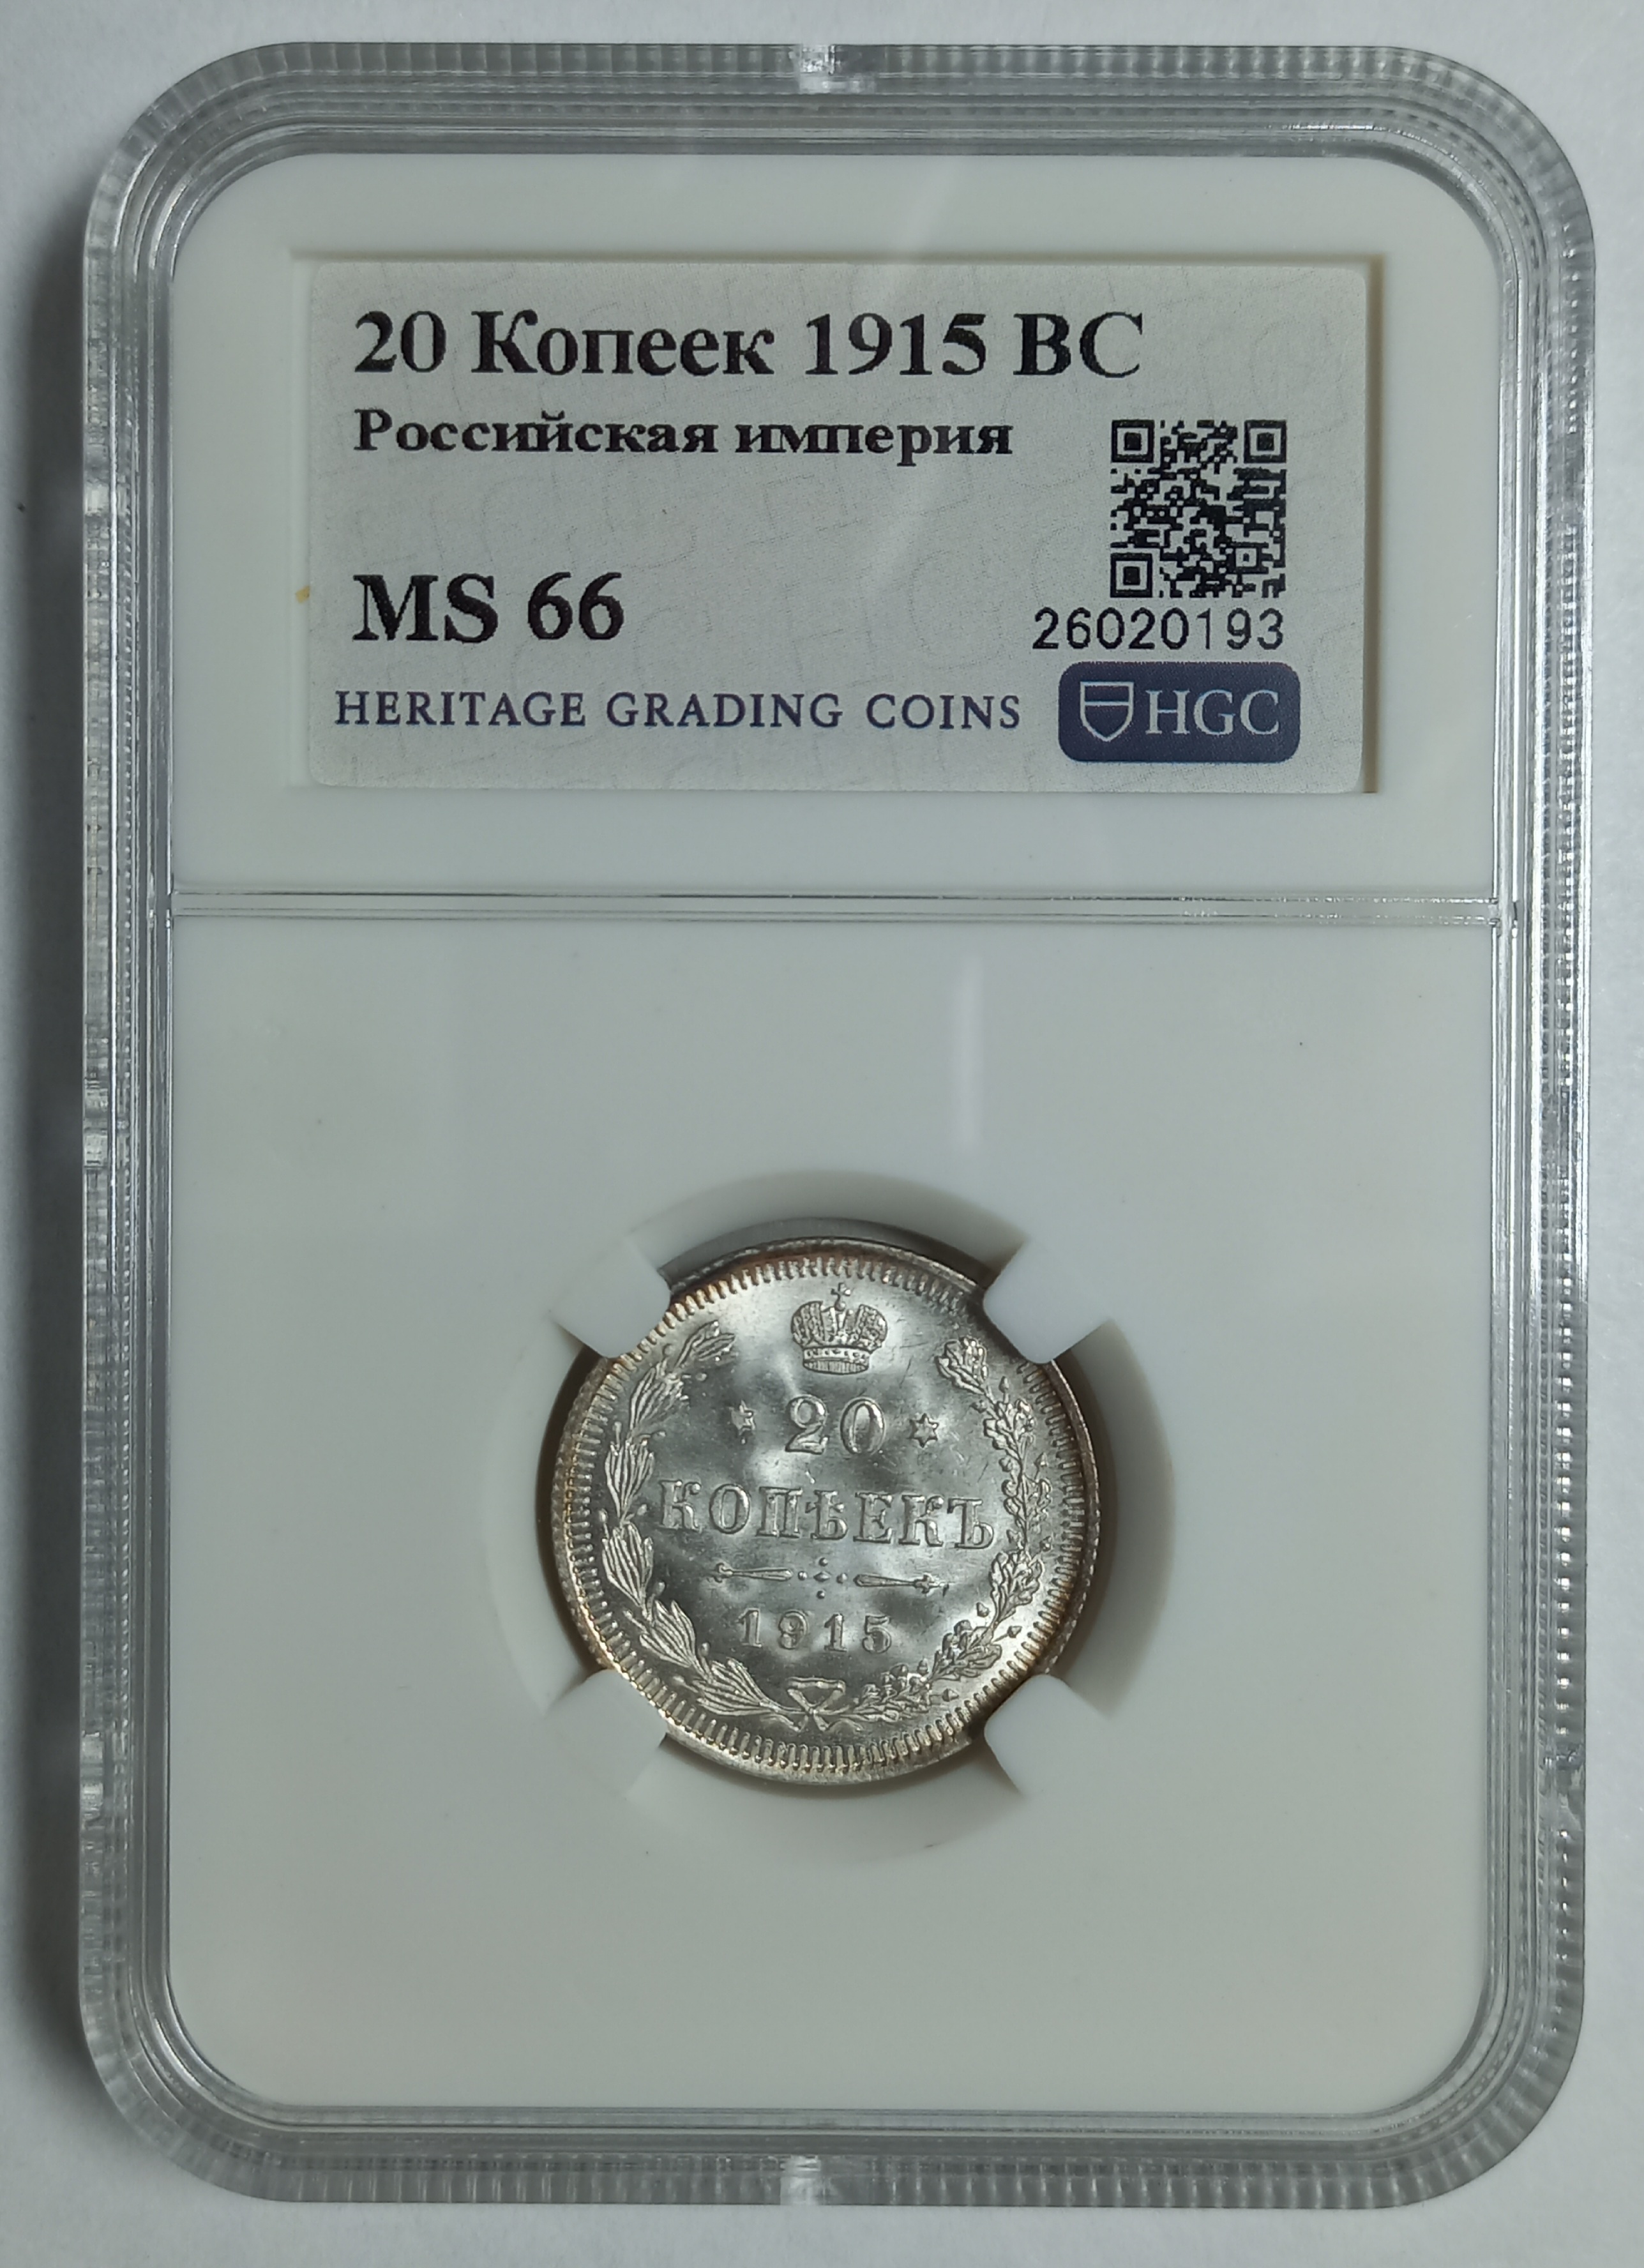 20 Копеек 1915 ВС
Российская империя
MS 66
26020193
HERITAGE GRADING COINS HGC
20
КОПѢЕКЪ
1915